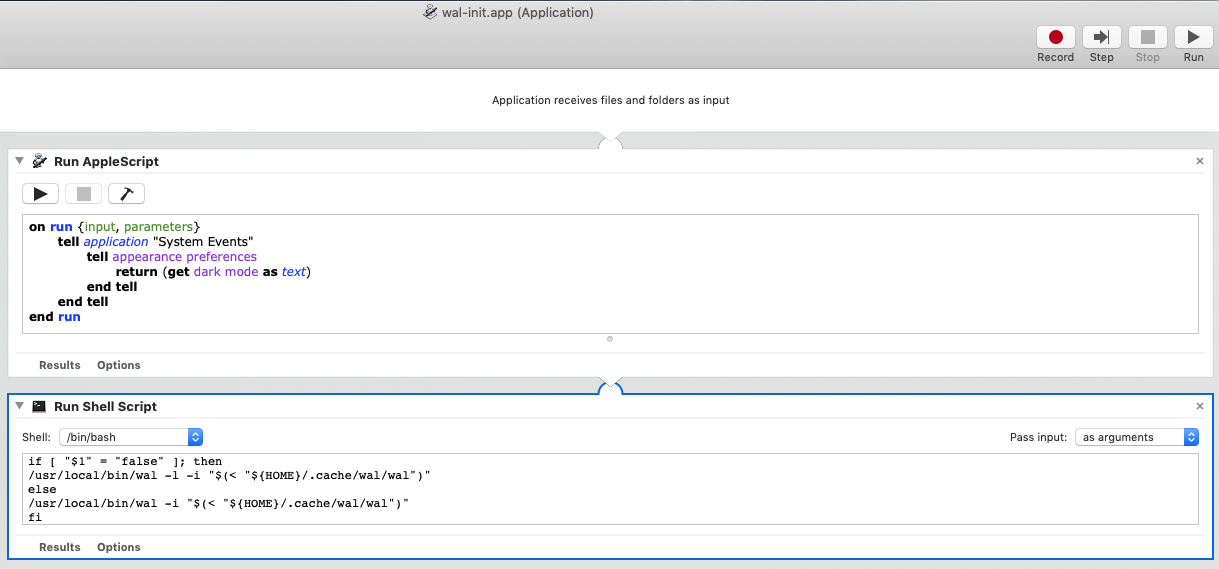 wal-init.app (Application)
Record Step Stop Run
Application receives files and folders as input
Run AppleScript
on run {input, parameters}
tell application "System Events"
tell appearance preferences
return (get dark mode as text)
end tell
end tell
end run
Results Options
Run Shell Script
Shell: /bin/bash Pass input: as arguments
if [ "$1" = "false" ]; then
/usr/local/bin/wal -l -i "$(< "${HOME}/.cache/wal/wal")"
else
/usr/local/bin/wal -i "$(< "${HOME}/.cache/wal/wal")"
fi
Results Options